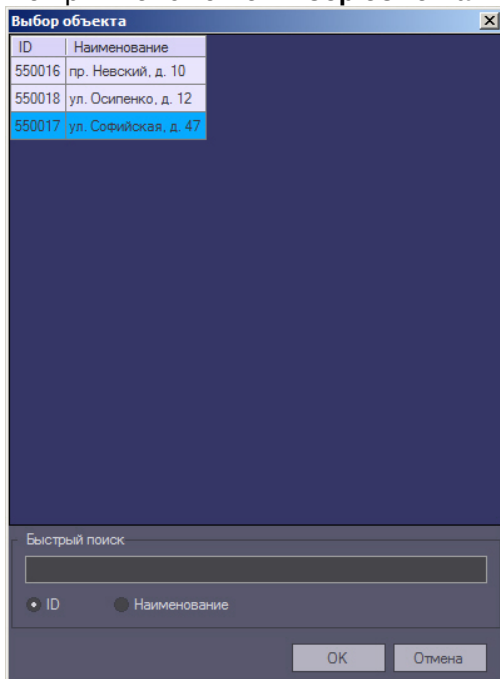 Выбор объекта
ID Наименование
550016 пр. Невский, д. 10
550018 ул. Осипенко, д. 12
550017 ул. Софийская, д. 47
Быстрый поиск
ID Наименование
OK Отмена